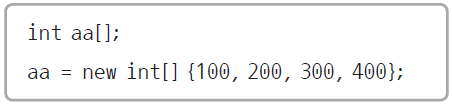 int aa[];
aa = new int[] {100, 200, 300, 400};